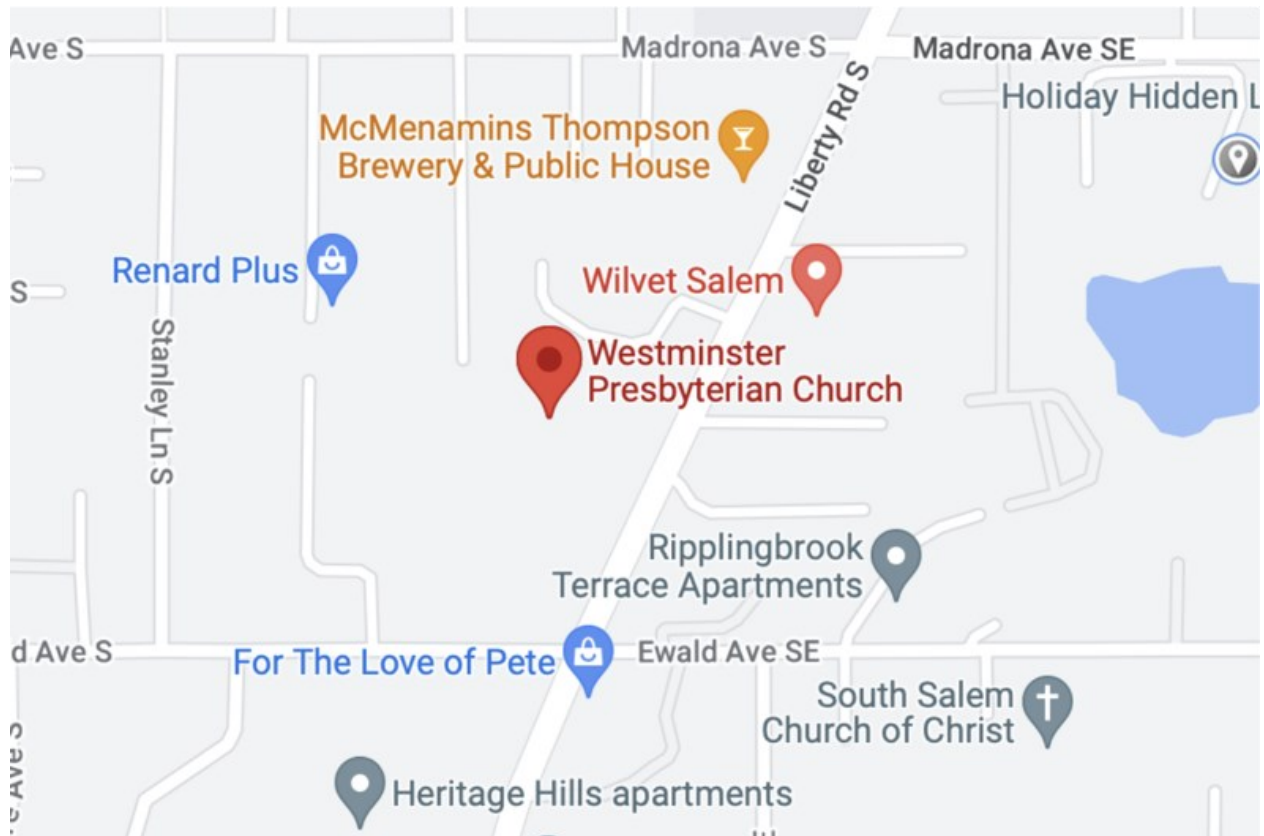 Ave S
Madrona Ave S
Madrona Ave SE
Holiday Hidden L
McMenamins Thompson
Brewery & Public House
Liberty Rd S
Renard Plus
Wilvet Salem
S
Stanley Ln S
Westminster
Presbyterian Church
Ripplingbrook
Terrace Apartments
d Ave S
For The Love of Pete
Ewald Ave SE
South Salem
Church of Christ
Ave S
Heritage Hills apartments